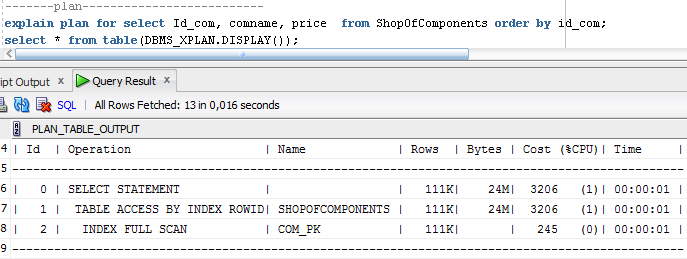 -------plan--------------------
explain plan for select Id_com, comname, price  from ShopOfComponents order by id_com;
select * from table(DBMS_XPLAN.DISPLAY());
ipt Output x Query Result x
SQL | All Rows Fetched: 13 in 0,016 seconds
PLAN_TABLE_OUTPUT
4 | Id  | Operation                   | Name             | Rows  | Bytes | Cost (%CPU)| Time     |
5 ------------------------------------------------------------------------------------------------
6 |   0 | SELECT STATEMENT            |                  |   111K|    24M|  3206   (1)| 00:00:01 |
7 |   1 |  TABLE ACCESS BY INDEX ROWID| SHOPOFCOMPONENTS |   111K|    24M|  3206   (1)| 00:00:01 |
8 |   2 |   INDEX FULL SCAN           | COM_PK           |   111K|       |   245   (0)| 00:00:01 |
9 ------------------------------------------------------------------------------------------------